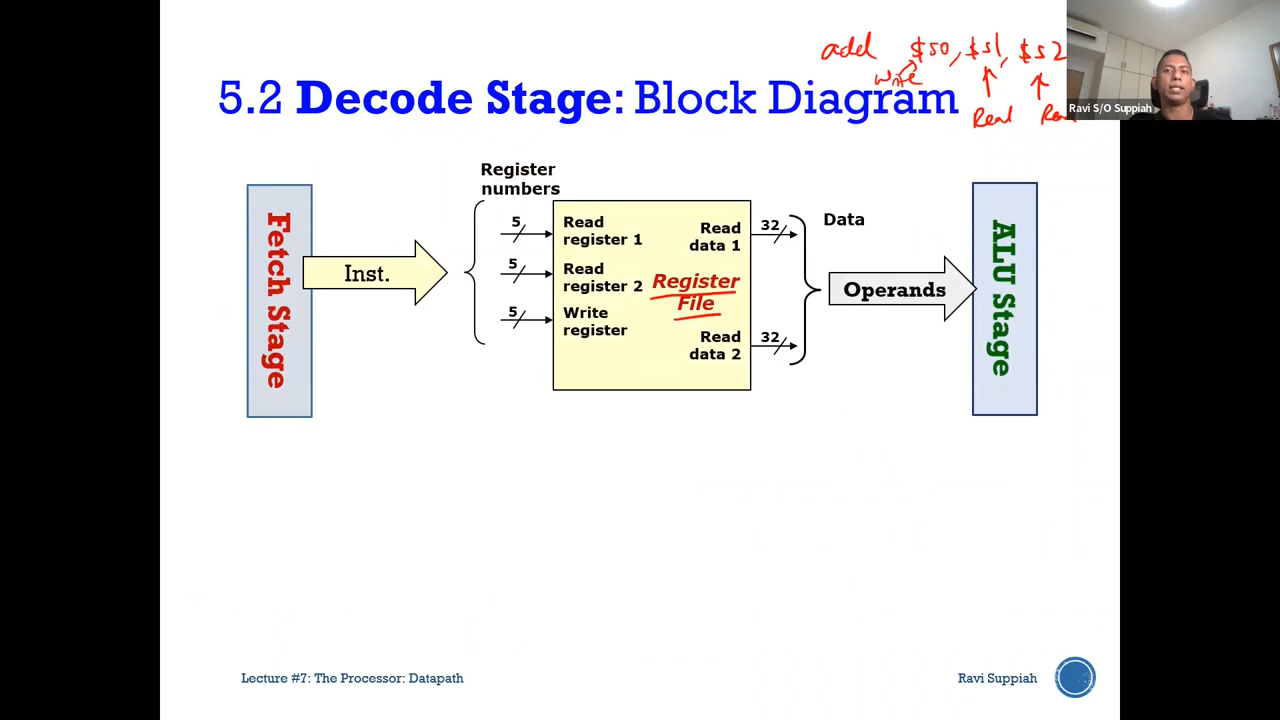 add $s0, $s1, $s2
write
Read
5.2 Decode Stage: Block Diagram
Ravi S/O Suppiah
Register
numbers
Fetch Stage
Inst.
5
Read
register 1
5
Read
register 2
5
Write
register
Register
File
Read
data 1
32
Read
data 2
32
Data
Operands
ALU Stage
Lecture #7: The Processor: Datapath
Ravi Suppiah